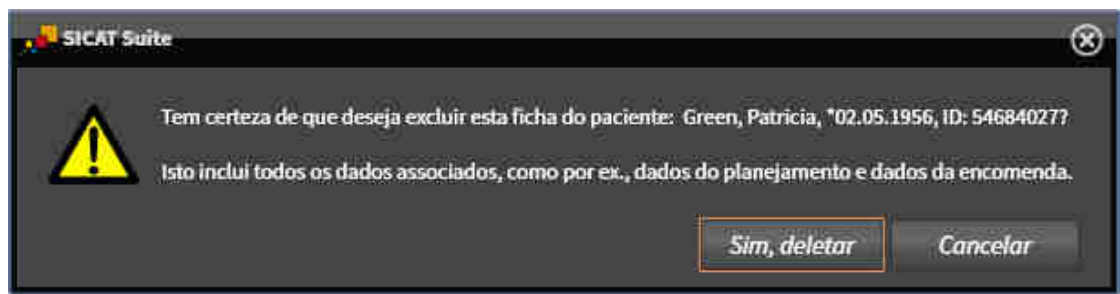 SICAT Suite
Tem certeza de que deseja excluir esta ficha do paciente: Green, Patricia, *02.05.1956, ID: 54684027?
Isto inclui todos os dados associados, como por ex., dados do planejamento e dados da encomenda.
Sim, deletar
Cancelar